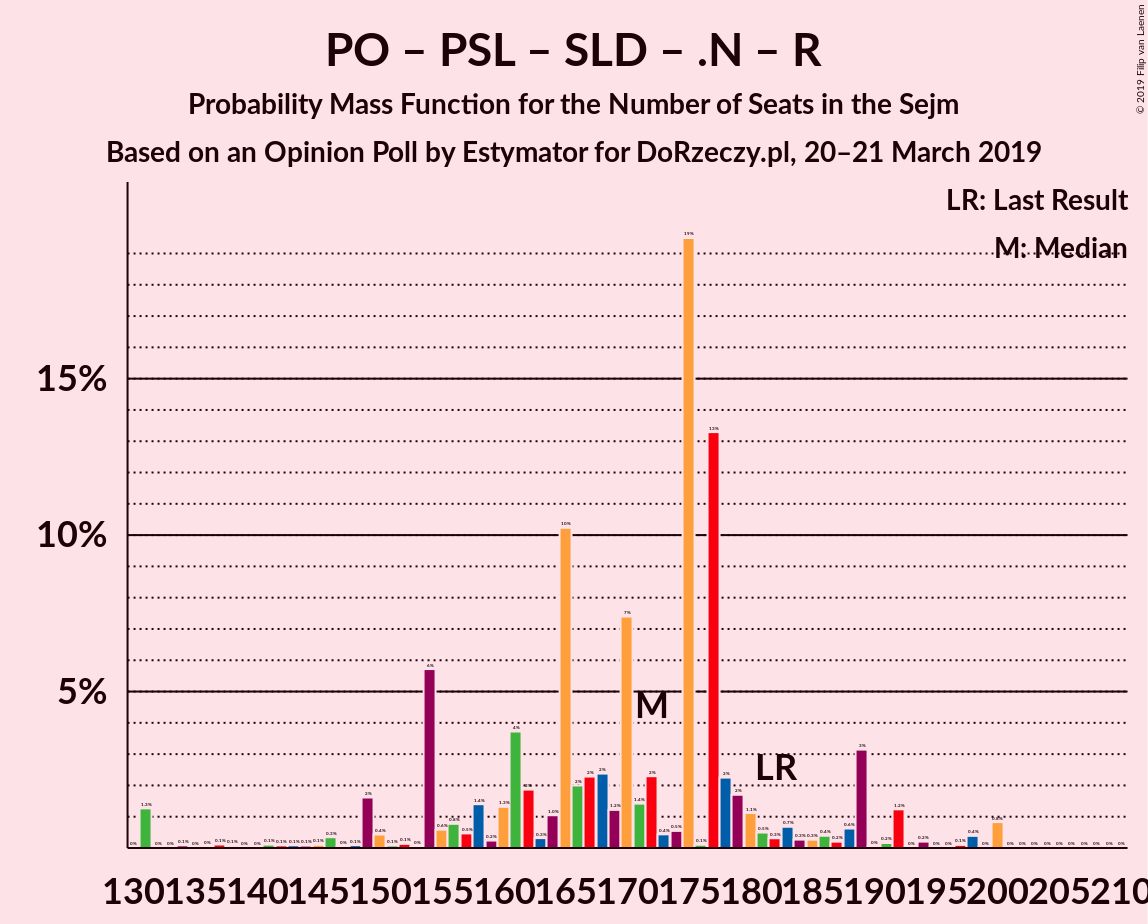 PO – PSL – SLD – .N – R
Probability Mass Function for the Number of Seats in the Sejm
Based on an Opinion Poll by Estymator for DoRzeczy.pl, 20–21 March 2019
© 2019 Filip van Laenen
LR: Last Result
M: Median
15%
10%
5%
19%
13%
10%
7%
6%
4%
3%
M
LR
130 135 140 145 150 155 160 165 170 175 180 185 190 195 200 205 210